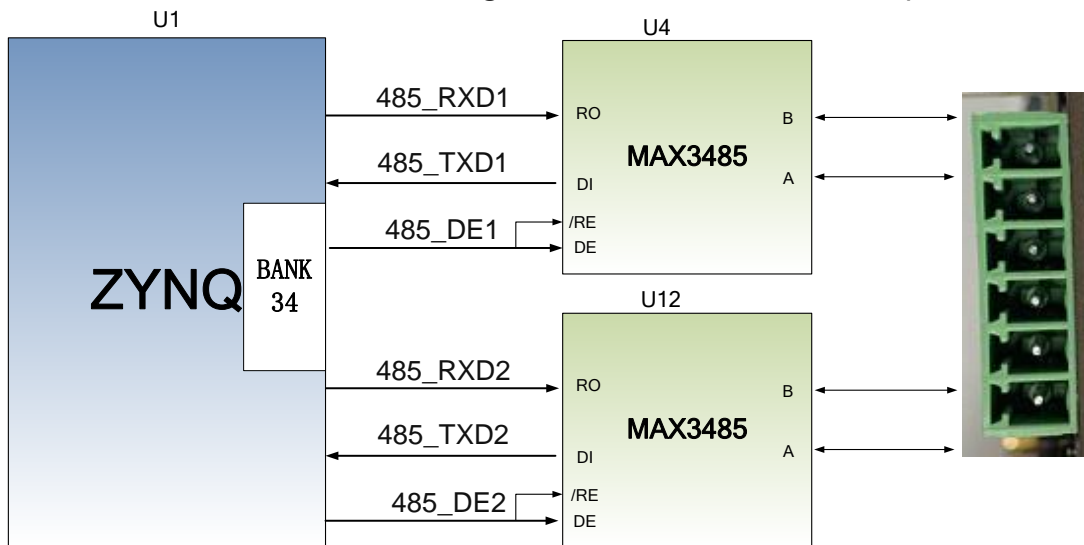 U1
U4
485_RXD1
RO
B
MAX3485
485_TXD1
DI
A
485_DE1
/RE
DE
ZYNQ
BANK
34
U12
485_RXD2
RO
B
MAX3485
485_TXD2
DI
A
485_DE2
/RE
DE